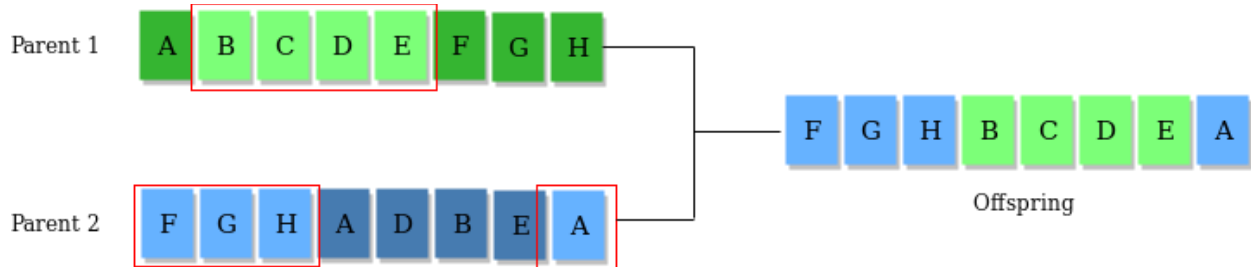 Parent 1 A B C D E F G H
F G H B C D E A
Offspring
Parent 2 F G H A D B E A